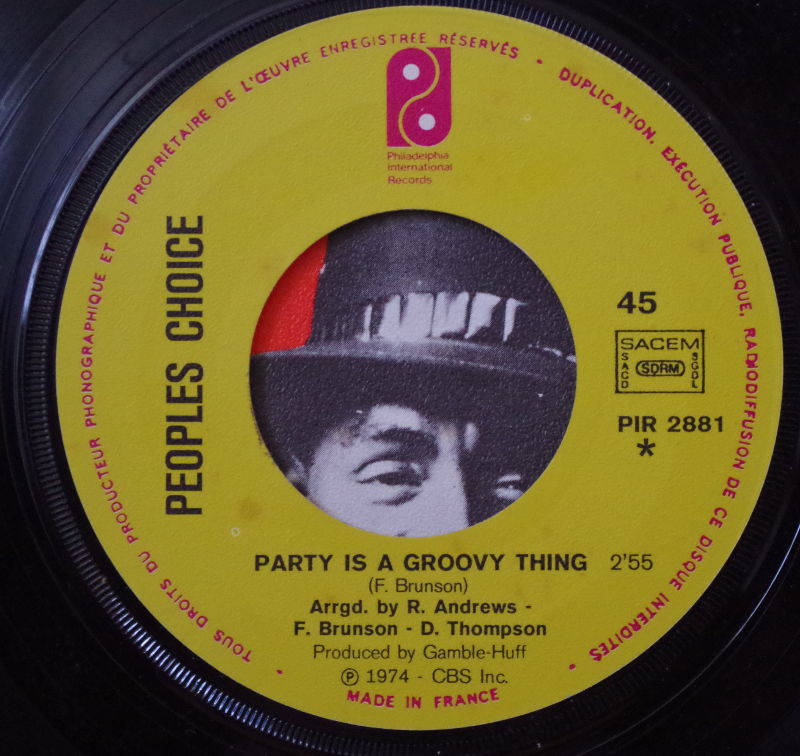 TOUS DROITS DU PRODUCTEUR PHONOGRAPHIQUE ET DU PROPRIÉTAIRE DE L'ŒUVRE ENREGISTREE RÉSERVÉS - DUPLICATION, EXÉCUTION PUBLIQUE, RADIODIFFUSION DE CE DISQUE INTERDITES -
Philadelphia
International
Records
PEOPLES CHOICE
45
SACEM
SACD SDRM SGDL
PIR 2881
*
PARTY IS A GROOVY THING 2'55
(F. Brunson)
Arrgd. by R. Andrews -
F. Brunson - D. Thompson
Produced by Gamble-Huff
℗ 1974 - CBS Inc.
MADE IN FRANCE